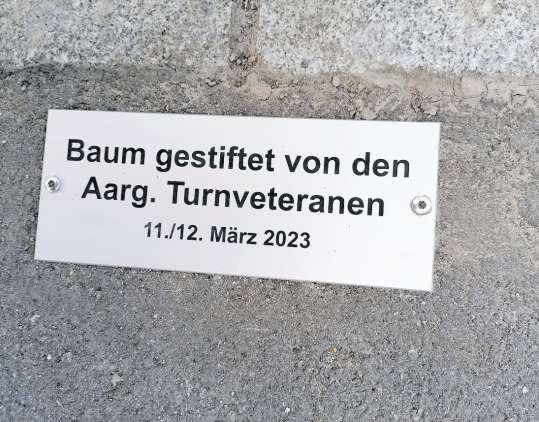 Baum gestiftet von den
Aarg. Turnveteranen
11./12. März 2023